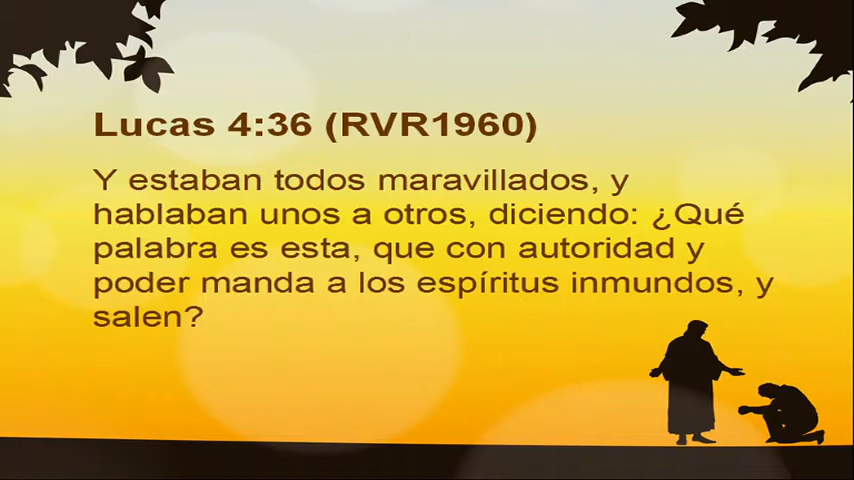 Lucas 4:36 (RVR1960)
Y estaban todos maravillados, y
hablaban unos a otros, diciendo: ¿Qué
palabra es esta, que con autoridad y
poder manda a los espíritus inmundos, y
salen?